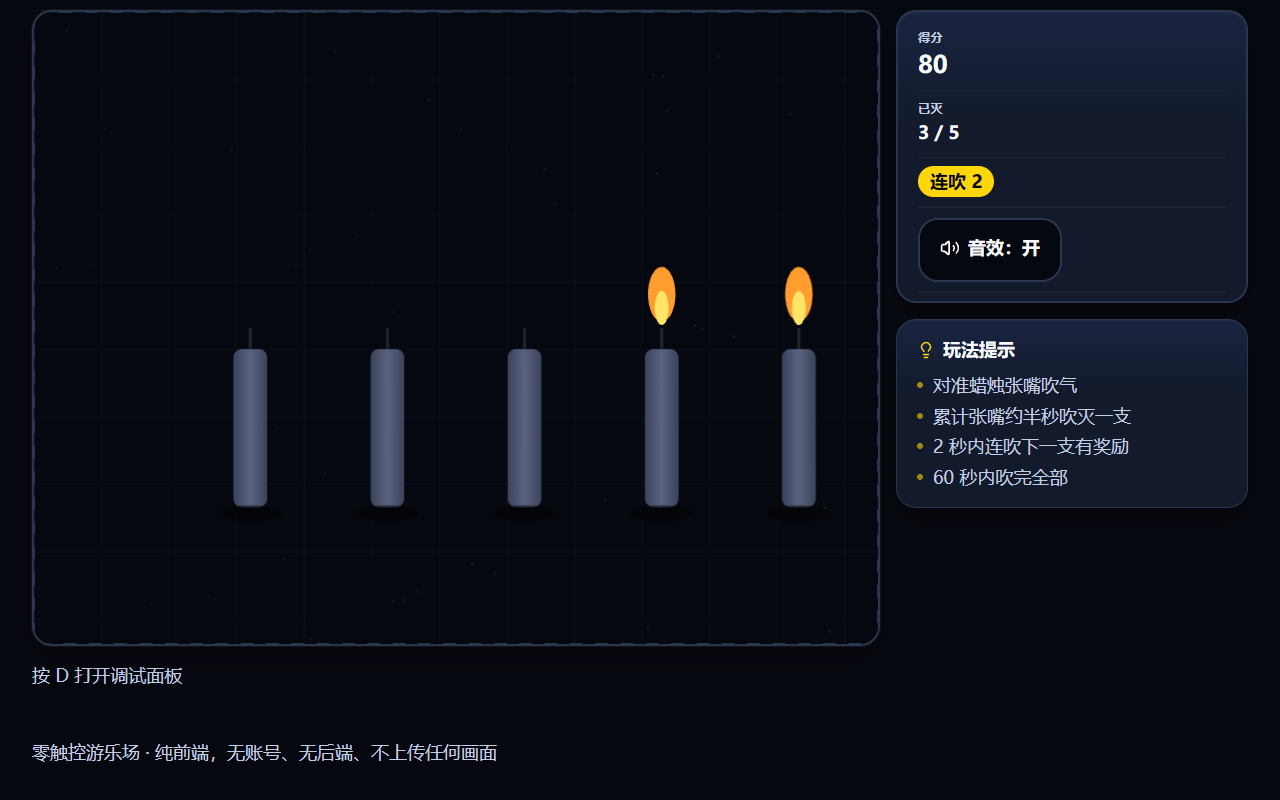 得分
80
已灭
3 / 5
连吹 2
音效：开
玩法提示
对准蜡烛张嘴吹气
累计张嘴约半秒吹灭一支
2 秒内连吹下一支有奖励
60 秒内吹完全部
按 D 打开调试面板
零触控游乐场 · 纯前端，无账号、无后端、不上传任何画面